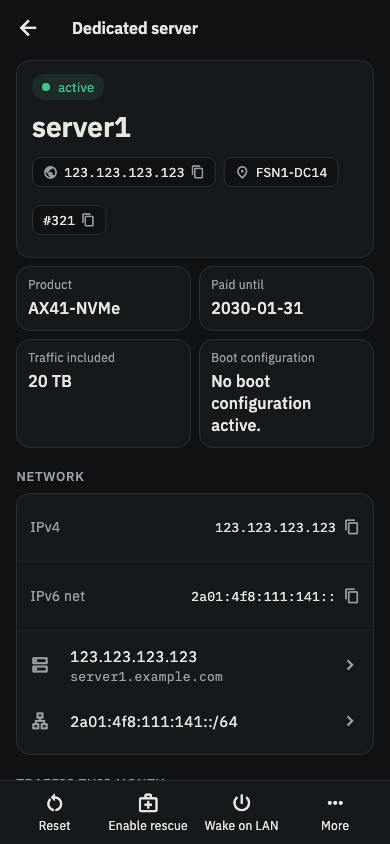 Dedicated server
active
server1
123.123.123.123
FSN1-DC14
#321
Product
AX41-NVMe
Paid until
2030-01-31
Traffic included
20 TB
Boot configuration
No boot
configuration
active.
NETWORK
IPv4
123.123.123.123
IPv6 net
2a01:4f8:111:141::
123.123.123.123
server1.example.com
2a01:4f8:111:141::/64
Reset
Enable rescue
Wake on LAN
More